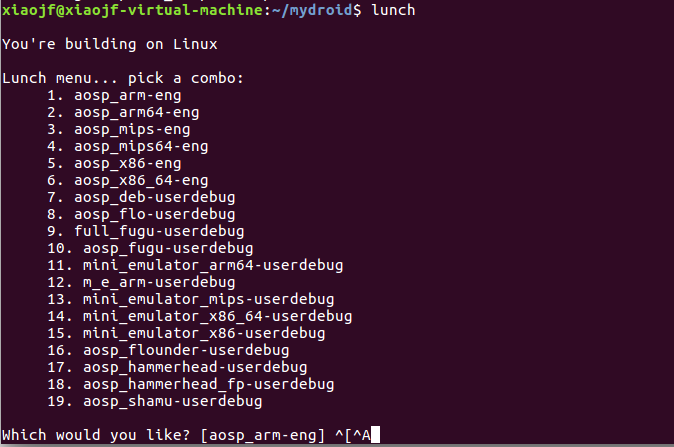 xiaojf@xiaojf-virtual-machine:~/mydroid$ lunch
You're building on Linux
Lunch menu... pick a combo:
1. aosp_arm-eng
2. aosp_arm64-eng
3. aosp_mips-eng
4. aosp_mips64-eng
5. aosp_x86-eng
6. aosp_x86_64-eng
7. aosp_deb-userdebug
8. aosp_flo-userdebug
9. full_fugu-userdebug
10. aosp_fugu-userdebug
11. mini_emulator_arm64-userdebug
12. m_e_arm-userdebug
13. mini_emulator_mips-userdebug
14. mini_emulator_x86_64-userdebug
15. mini_emulator_x86-userdebug
16. aosp_flounder-userdebug
17. aosp_hammerhead-userdebug
18. aosp_hammerhead_fp-userdebug
19. aosp_shamu-userdebug
Which would you like? [aosp_arm-eng] ^[^A